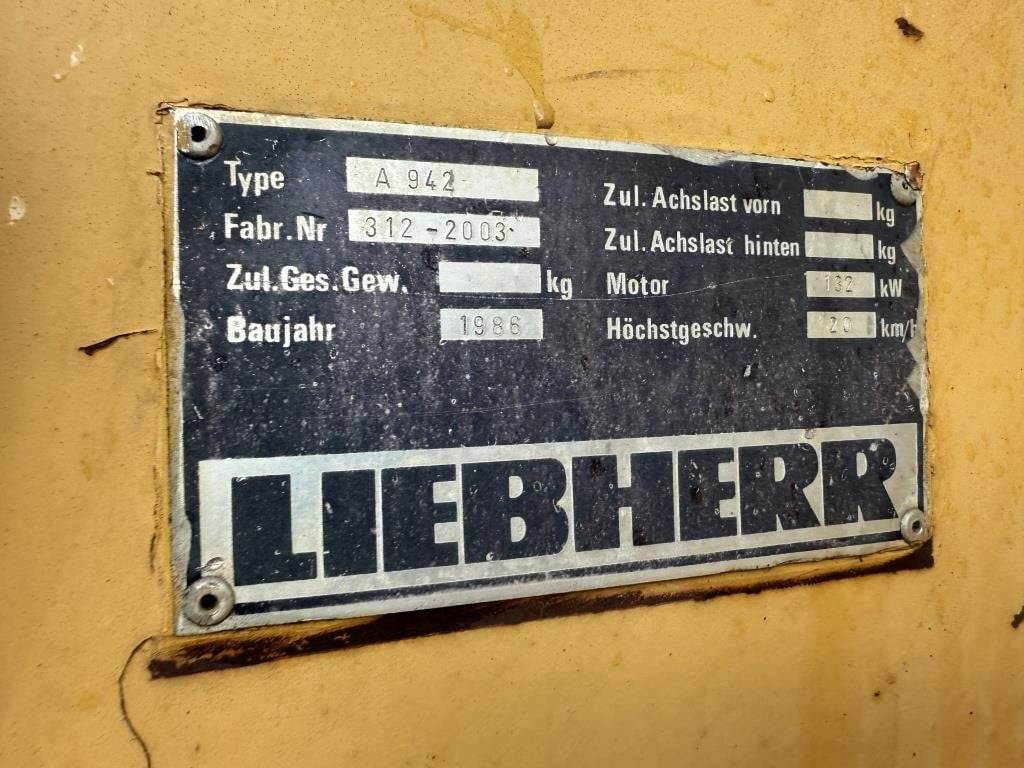 Type A 942
Fabr.Nr 312-2003
Zul.Ges.Gew. kg
Baujahr 1986
Zul. Achslast vorn kg
Zul. Achslast hinten kg
Motor 132 kW
Höchstgeschw. 20 km/h
LIEBHERR